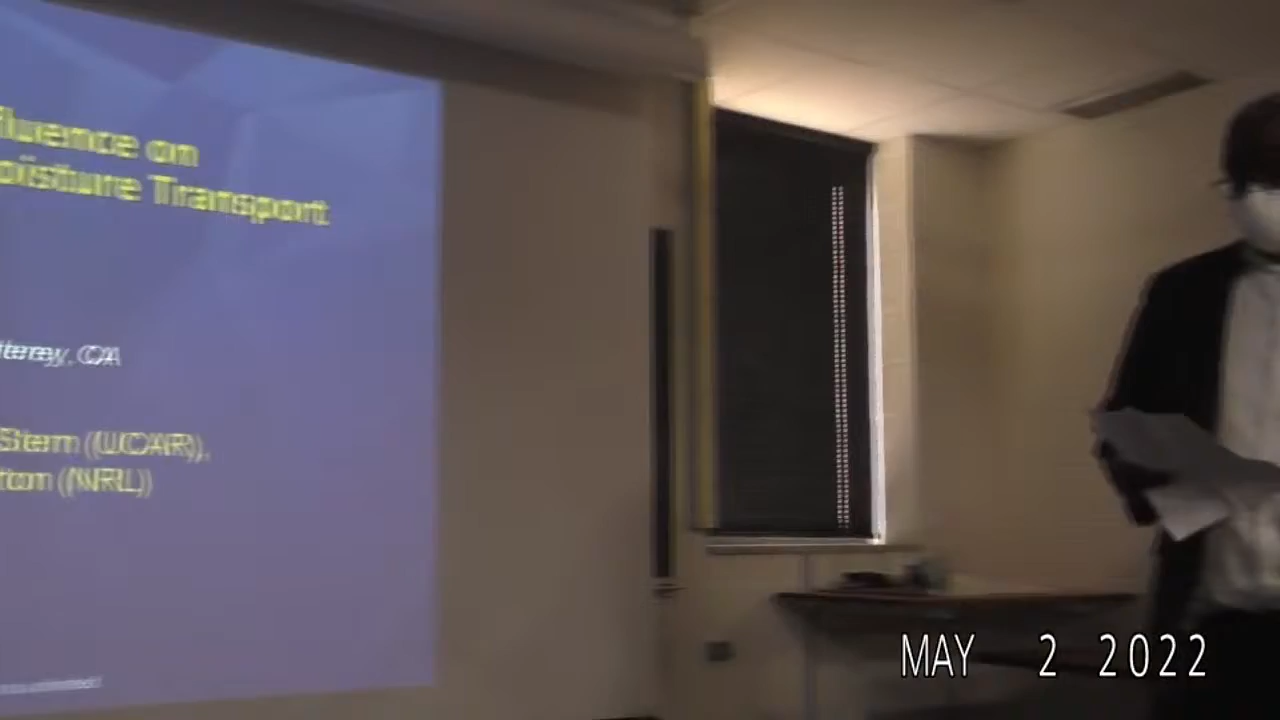 fluence on
oisture Transport
terey, CA
Stern (UCAR),
ton (NRL)
MAY 2 2022